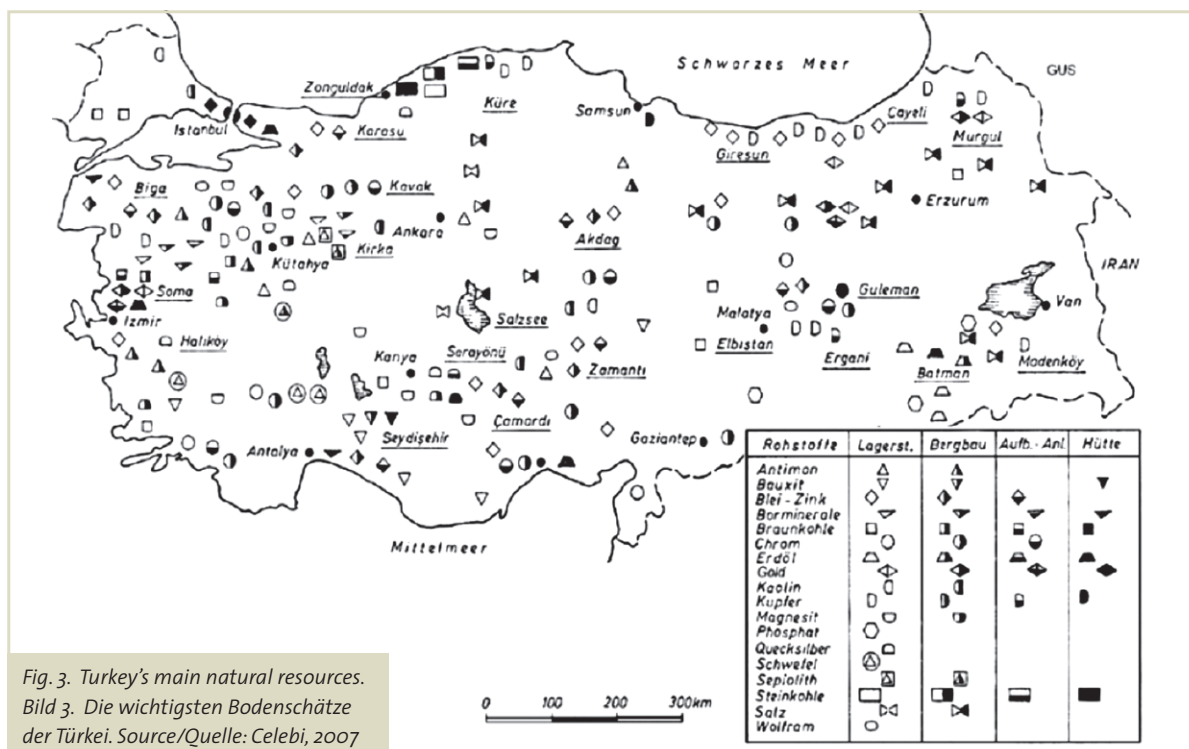 Schwarzes Meer
GUS
Zonguldak
Küre
Samsun
Istanbul
Karasu
Giresun
Çayeli
Murgul
Biga
Kavak
Ankara
Erzurum
Akdag
Kütahya
Kirka
IRAN
Soma
Guleman
Van
Izmir
Salzsee
Malatya
Haliköy
Konya
Sarayönü
Elbistan
Ergani
Zamantı
Batman
Madenköy
Çamardı
Seydişehir
Antalya
Gaziantep
Mittelmeer
Rohstoffe Lagerst. Bergbau Aufb.-Anl. Hütte
Antimon
Bauxit
Blei-Zink
Borminerale
Braunkohle
Chrom
Erdöl
Gold
Kaolin
Kupfer
Magnesit
Phosphat
Quecksilber
Schwefel
Sepiolith
Steinkohle
Salz
Wolfram
Fig. 3. Turkey's main natural resources.
Bild 3. Die wichtigsten Bodenschätze
der Türkei. Source/Quelle: Celebi, 2007
0 100 200 300km